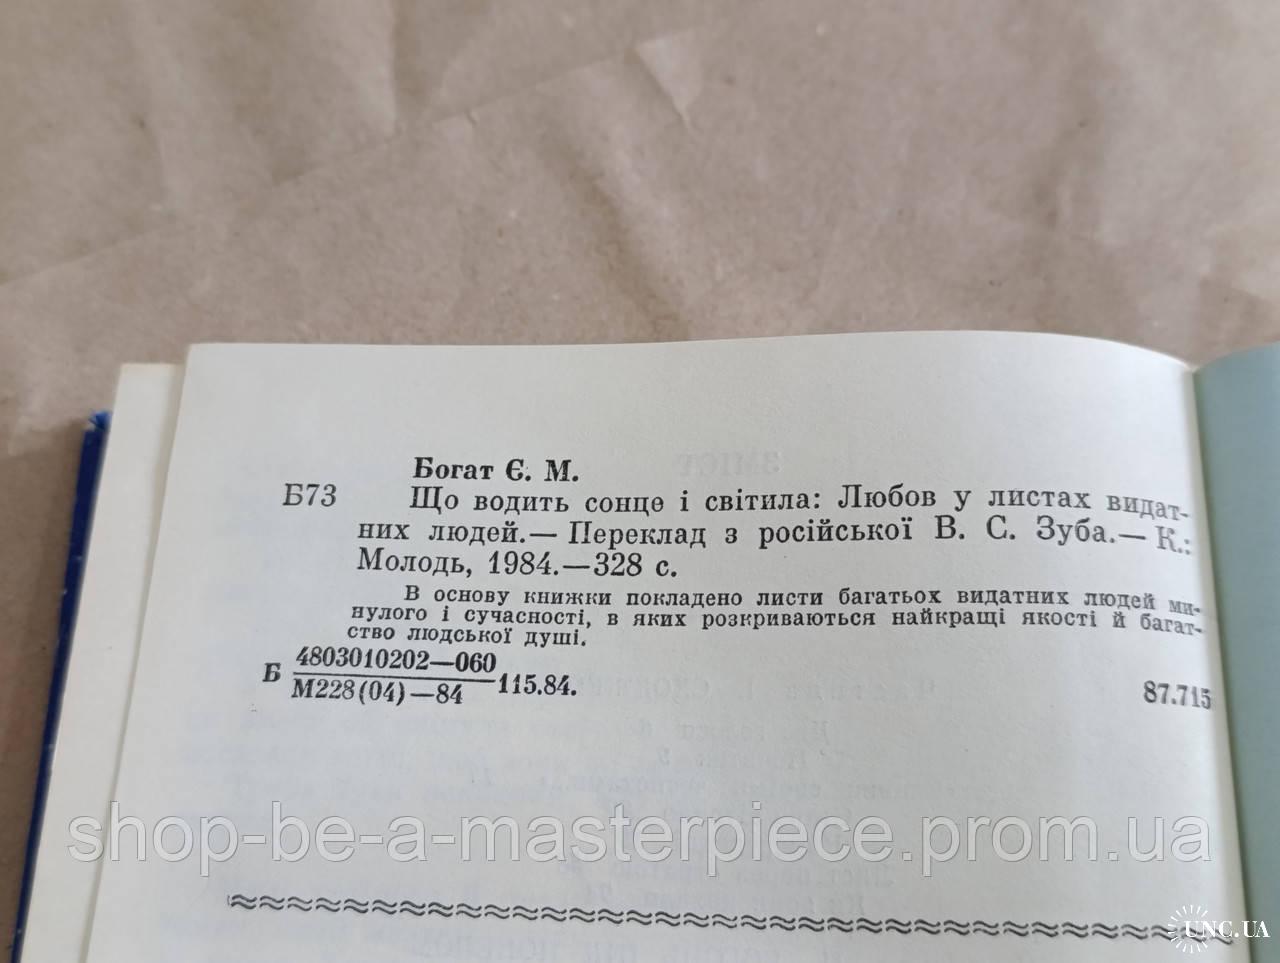 Богат Є. М.
Б73
Що водить сонце і світила: Любов у листах видат-
них людей.— Переклад з російської В. С. Зуба.— К.:
Молодь, 1984.—328 с.
В основу книжки покладено листи багатьох видатних людей ми-
нулого і сучасності, в яких розкриваються найкращі якості й багат-
ство людської душі.
Б 4803010202—060
М228(04)—84 115.84.
87.715
shop-be-a-masterpiece.prom.ua
UNC.UA